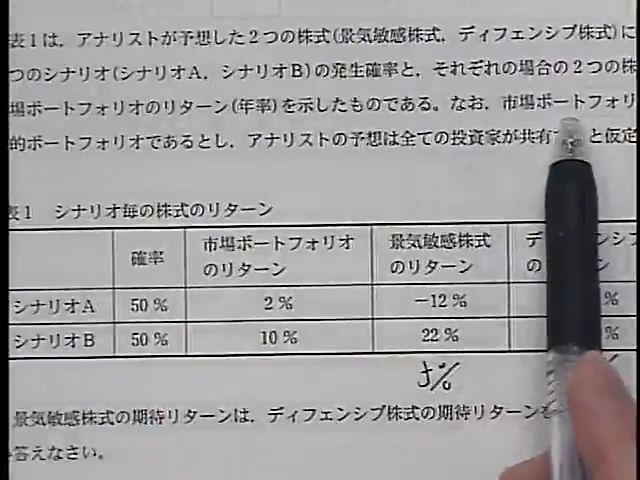 表1は，アナリストが予想した2つの株式(景気敏感株式，ディフェンシブ株式)に
つのシナリオ(シナリオA，シナリオB)の発生確率と，それぞれの場合の2つの株
場ポートフォリオのリターン(年率)を示したものである。なお，市場ポートフォリ
的ポートフォリオであるとし，アナリストの予想は全ての投資家が共有 と仮定
表1 シナリオ毎の株式のリターン
確率 市場ポートフォリオのリターン 景気敏感株式のリターン
シナリオA 50% 2% −12% %
シナリオB 50% 10% 22% %
5%
景気敏感株式の期待リターンは，ディフェンシブ株式の期待リターン
答えなさい。